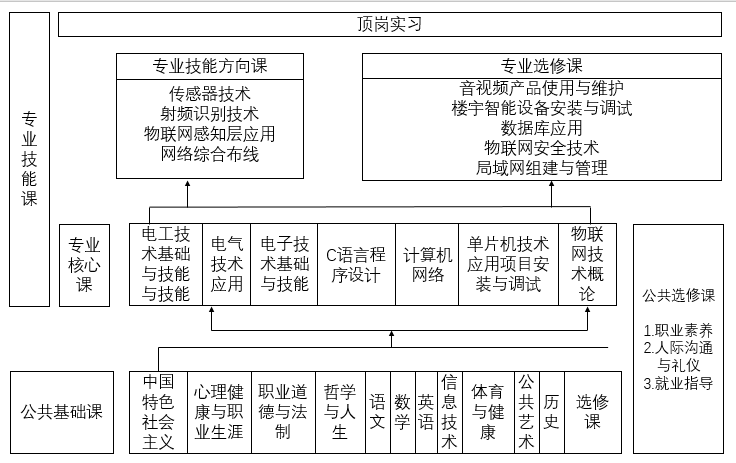 顶岗实习
专业技能课
专业技能方向课
传感器技术
射频识别技术
物联网感知层应用
网络综合布线
专业选修课
音视频产品使用与维护
楼宇智能设备安装与调试
数据库应用
物联网安全技术
局域网组建与管理
专业
核心
课
电工技
术基础
与技能
与技能
电气
技术
应用
电子技
术基础
与技能
C语言程
序设计
计算机
网络
单片机技术
应用项目安
装与调试
物联
网技
术概
论
公共选修课
1.职业素养
2.人际沟通
与礼仪
3.就业指导
公共基础课
中国
特色
社会
主义
心理健
康与职
业生涯
职业道
德与法
制
哲学
与人
生
语
文
数
学
英
语
信
息
技
术
体育
与健
康
公
共
艺
术
历
史
选修
课